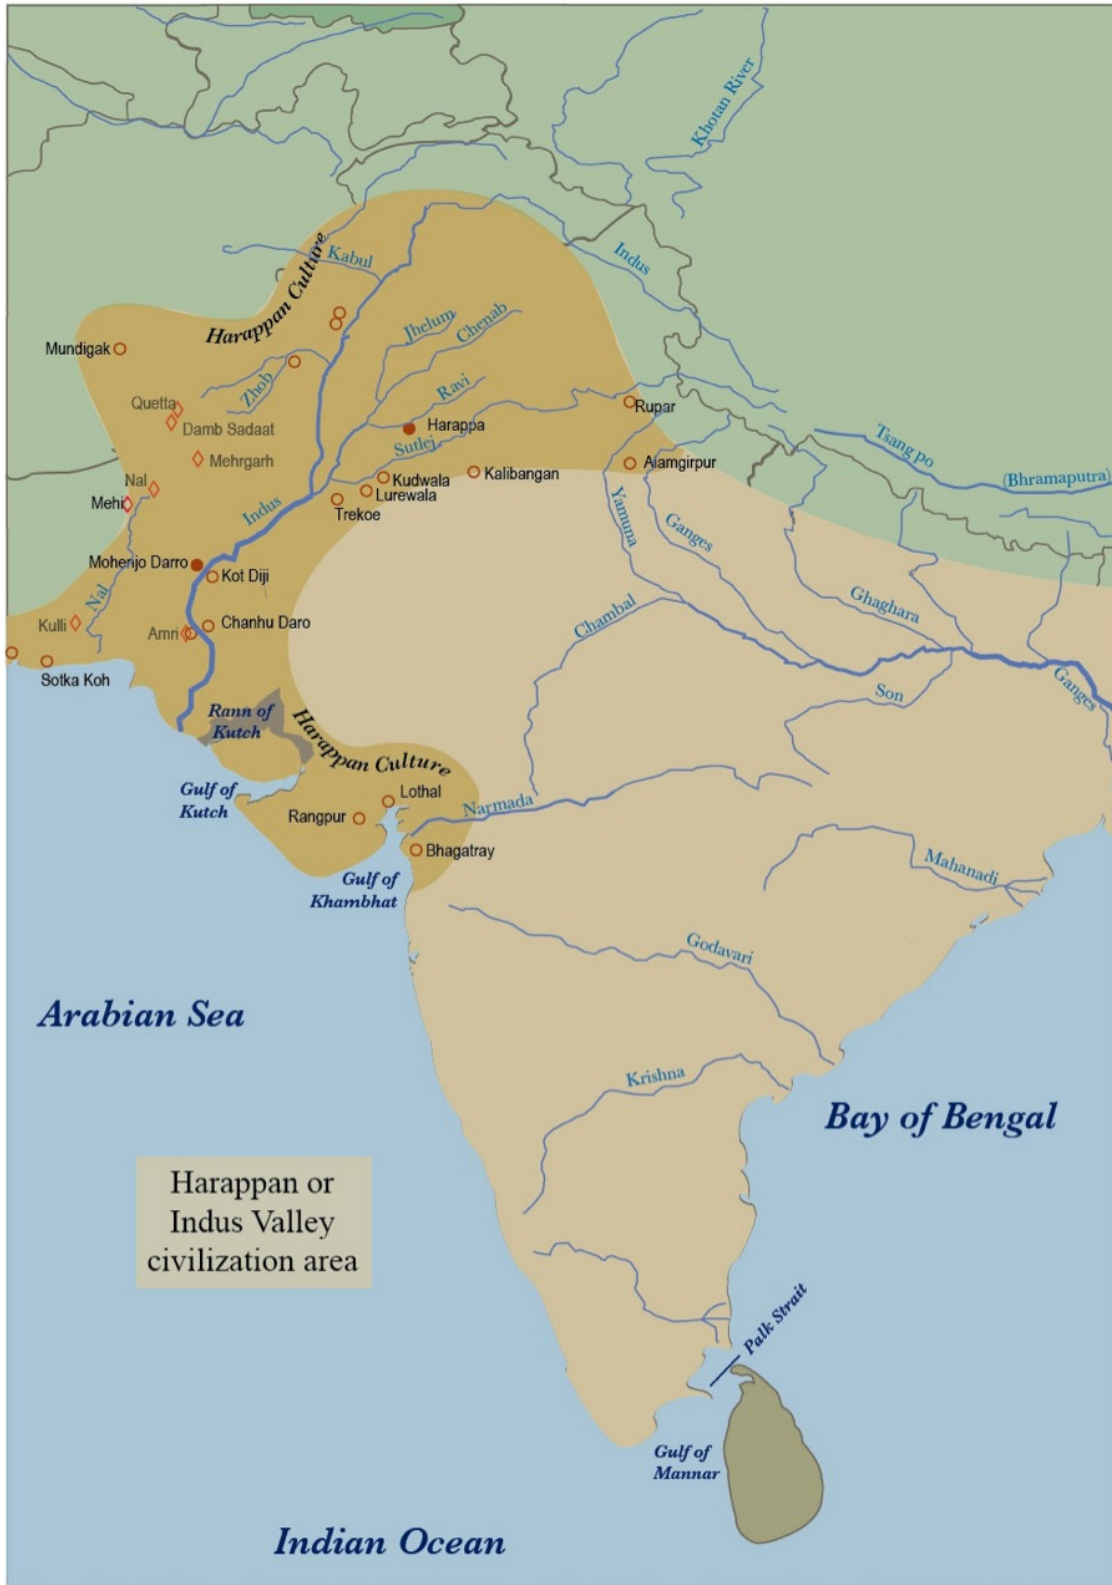 Khotan River
Indus
Kabul
Harappan Culture
Jhelum
Chenab
Mundigak
Zhob
Ravi
Quetta
Damb Sadaat
Harappa
Rupar
Sutlej
Mehrgarh
Alamgirpur
Tsang po
(Bhramaputra)
Nal
Mehi
Kudwala
Kalibangan
Lurewala
Trekoe
Indus
Yamuna
Ganges
Mohenjo Darro
Kot Diji
Nal
Kulli
Amri
Chanhu Daro
Chambal
Ghaghara
Sotka Koh
Son
Ganges
Rann of
Kutch
Harappan Culture
Gulf of
Kutch
Lothal
Rangpur
Narmada
Bhagatray
Gulf of
Khambhat
Mahanadi
Godavari
Arabian Sea
Krishna
Bay of Bengal
Harappan or
Indus Valley
civilization area
Palk Strait
Gulf of
Mannar
Indian Ocean